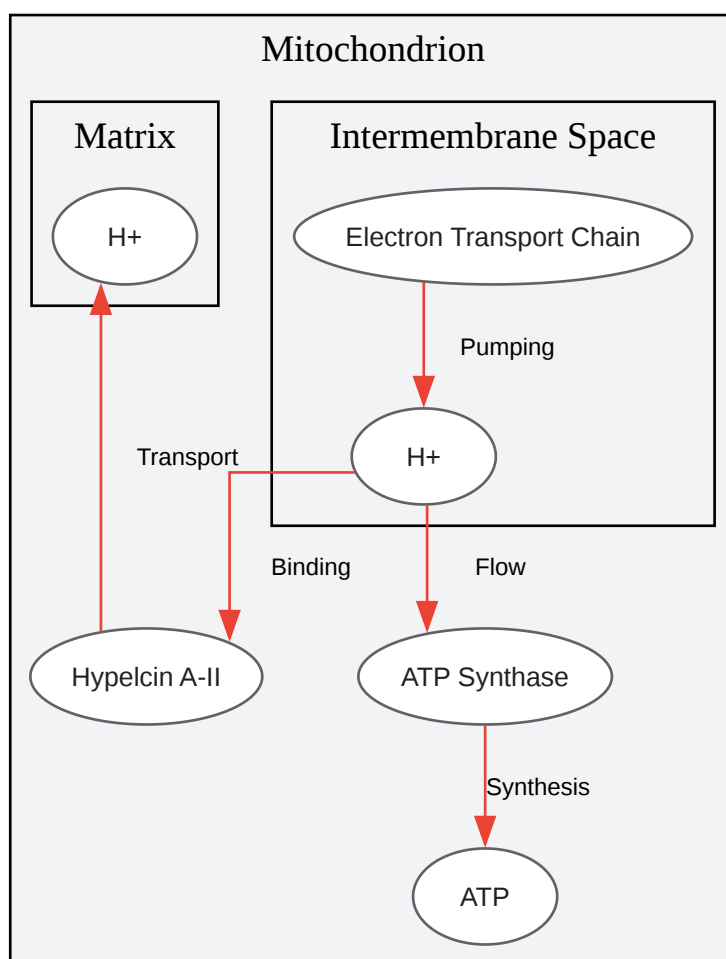 Mitochondrion
Matrix
Intermembrane Space
H+
Electron Transport Chain
Pumping
H+
Transport
Binding
Flow
Hypelcin A-II
ATP Synthase
Synthesis
ATP